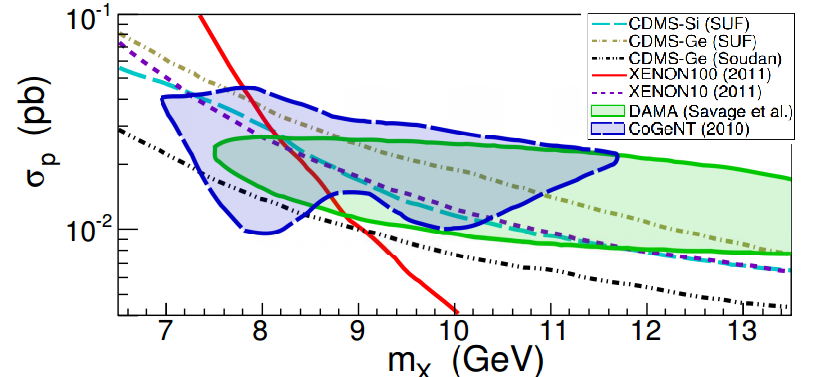 10-1
10-2
σp (pb)
CDMS-Si (SUF)
CDMS-Ge (SUF)
CDMS-Ge (Soudan)
XENON100 (2011)
XENON10 (2011)
DAMA (Savage et al.)
CoGeNT (2010)
7 8 9 10 11 12 13
mX (GeV)